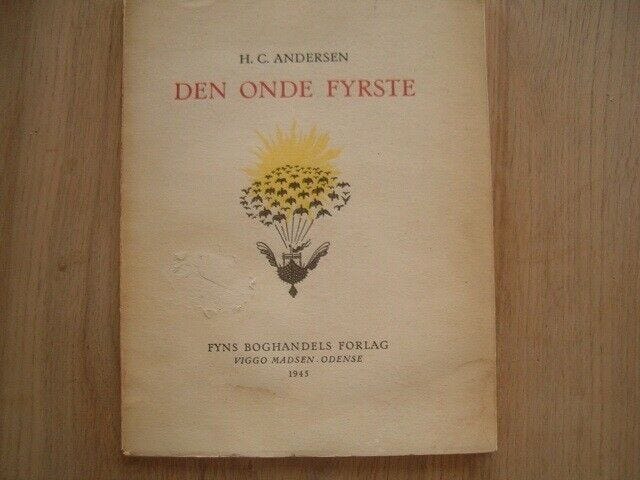 H. C. ANDERSEN
DEN ONDE FYRSTE
FYNS BOGHANDELS FORLAG
VIGGO MADSEN · ODENSE
1945